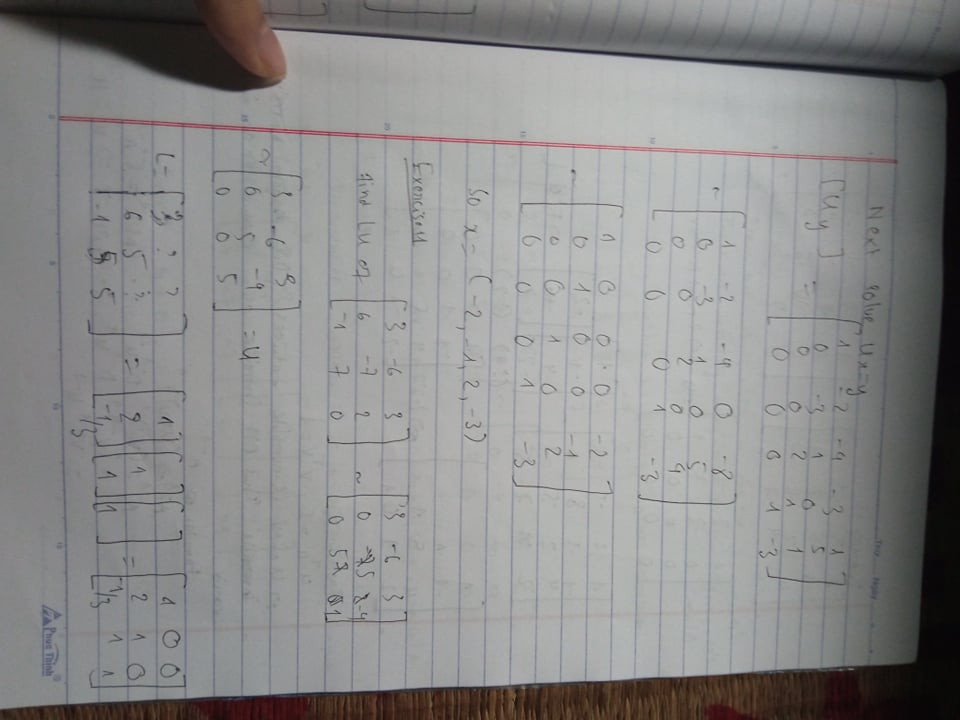 Next solve Ux=y
1 -2 -4 -3 1
[U y] = 0 -3 1 0 5
0 0 2 1 1
0 0 0 1 -3
~ 1 -2 -4 0 -8
0 -3 1 0 5
0 0 2 0 4
0 0 0 1 -3
~ 1 0 0 0 -2
0 1 0 0 -1
0 0 1 0 2
0 0 0 1 -3
So x = (-2, -1, 2, -3)
Exercise 11
3 -6 3 3 -6 3
Find LU of 6 -7 2 ~ 0 5 -4
-1 7 0 0 5 1
~ 3 -6 3
0 5 -4 = U
0 0 5
L = 3 ? ? 1 1 0 0
6 5 ? = 2 1 = 2 1 0
-1 5 5 -1/3 1 1 -1/3 1 1
Phuc Thinh